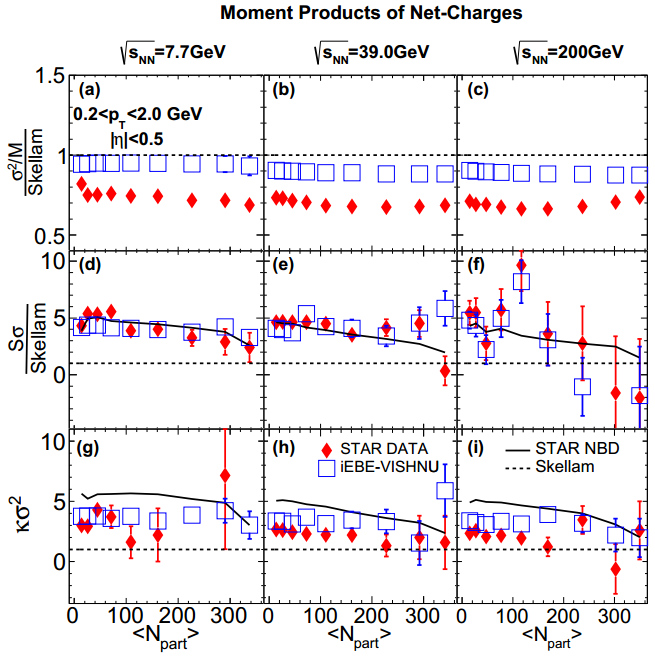 Moment Products of Net-Charges
√sNN=7.7GeV √sNN=39.0GeV √sNN=200GeV
1.5
(a) (b) (c)
0.2<pT<2.0 GeV
|η|<0.5
σ²/M
Skellam
1
0.5
10
(d) (e) (f)
Sσ
Skellam
5
0
10
(g) (h) (i)
STAR DATA STAR NBD
iEBE-VISHNU Skellam
κσ²
5
0
0 100 200 300 0 100 200 300 0 100 200 300
<Npart> <Npart> <Npart>